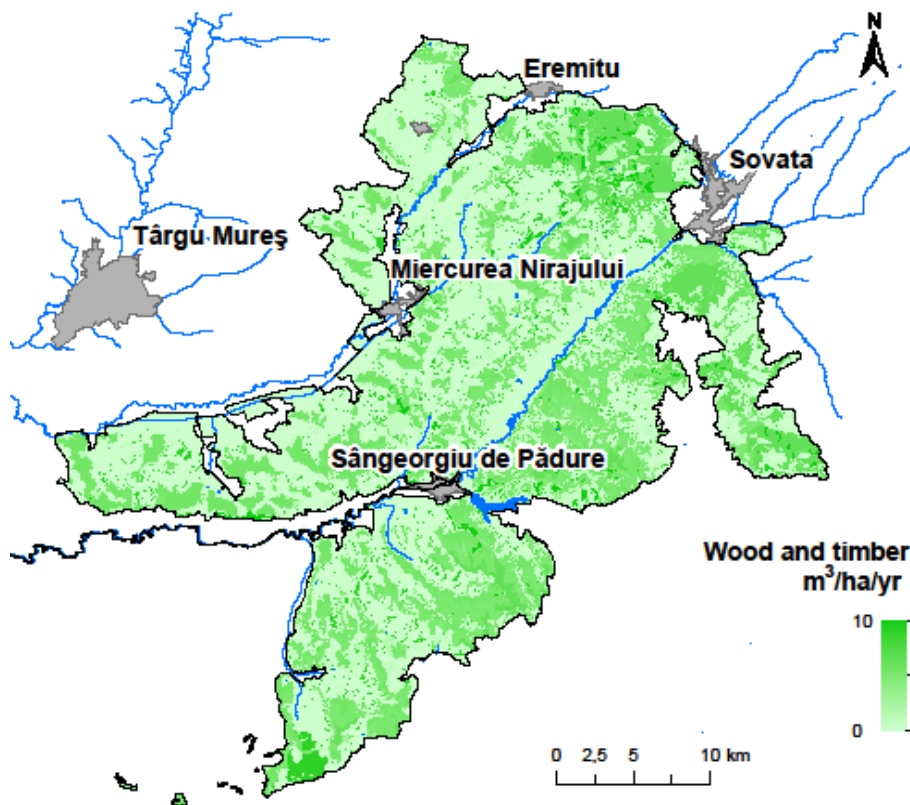 N
Eremitu
Sovata
Târgu Mureş
Miercurea Nirajului
Sângeorgiu de Pădure
Wood and timber
m³/ha/yr
10
0
0 2,5 5 10 km